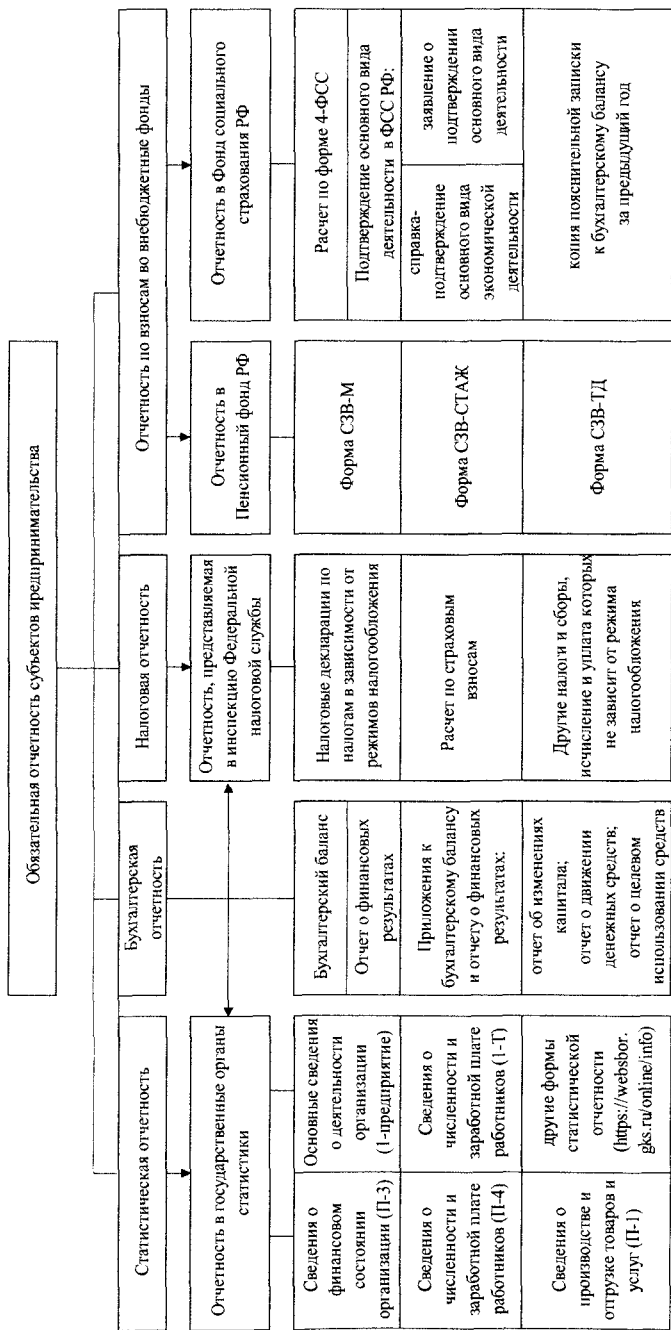 Обязательная отчетность субъектов иредпринимательства
Статистическая отчетность
Бухгалтерская
отчетность
Налоговая отчетность
Отчетность по взносам во внебюджетные фонды
Отчетность в государственные органы
статистики
Отчетность, представляемая
в инспекцию Федеральной
налоговой службы
Отчетность в
Пенсионный фонд РФ
Отчетность в Фонд социального
страхования РФ
Сведения о
финансовом
состоянии
организации (П-3)
Основные сведения
о деятельности
организации
(1-предприятие)
Бухгалтерский баланс
Отчет о финансовых
результатах
Налоговые декларации по
налогам в зависимости от
режимов налогообложения
Форма СЗВ-М
Расчет по форме 4-ФСС
Подтверждение основного вида
деятельности в ФСС РФ:
Сведения о
численности и
заработной плате
работников (П-4)
Сведения о
численности и
заработной плате
работников (1-Т)
Приложения к
бухгалтерскому балансу
и отчету о финансовых
результатах:
Расчет по страховым
взносам
Форма СЗВ-СТАЖ
справка-
подтверждение
основного вида
экономической
деятельности
заявление о
подтверждении
основного вида
деятельности
Сведения о
производстве и
отгрузке товаров и
услуг (П-1)
другие формы
статистической
отчетности
(https://websbor.
gks.ru/online/info)
отчет об изменениях
капитала;
отчет о движении
денежных средств;
отчет о целевом
использовании средств
Другие налоги и сборы,
исчисление и уплата которых
не зависит от режима
налогообложения
Форма СЗВ-ТД
копия пояснительной записки
к бухгалтерскому балансу
за предыдущий год